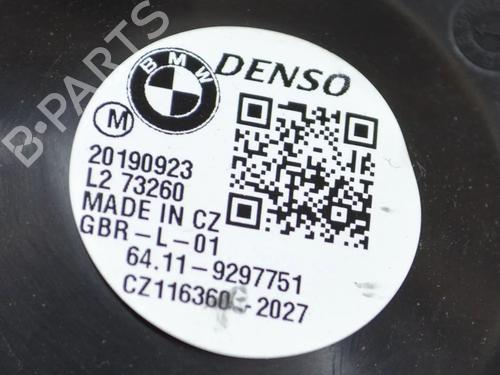 BMW DENSO
M
20190923
L2 73260
MADE IN CZ
GBR-L-01
64.11-9297751
CZ116360-2027
B-PARTS